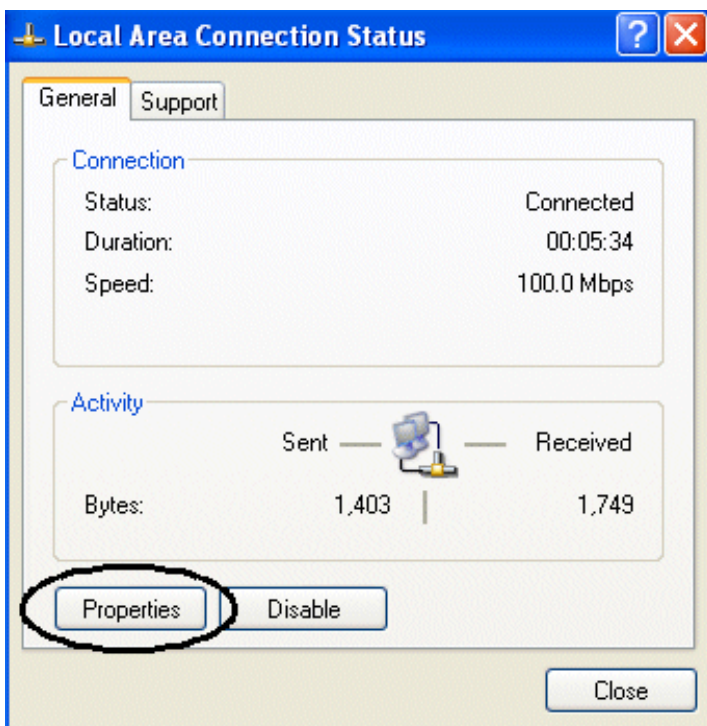 Local Area Connection Status
General Support
Connection
Status: Connected
Duration: 00:05:34
Speed: 100.0 Mbps
Activity
Sent Received
Bytes: 1,403 1,749
Properties Disable
Close